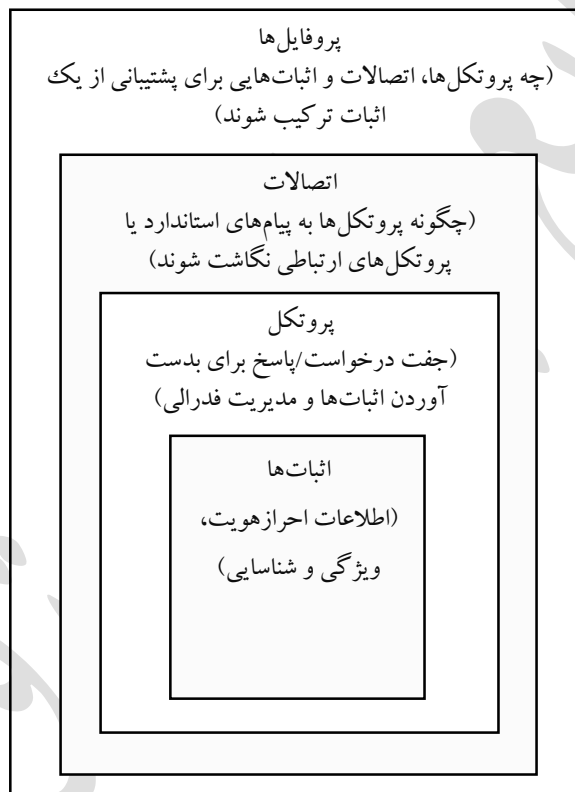 پروفایل‌ها
(چه پروتکل‌ها، اتصالات و اثبات‌هایی برای پشتیبانی از یک
اثبات ترکیب شوند)
اتصالات
(چگونه پروتکل‌ها به پیام‌های استاندارد یا
پروتکل‌های ارتباطی نگاشت شوند)
پروتکل
(جفت درخواست/پاسخ برای بدست
آوردن اثبات‌ها و مدیریت فدرالی)
اثبات‌ها
(اطلاعات احرازهویت،
ویژگی و شناسایی)